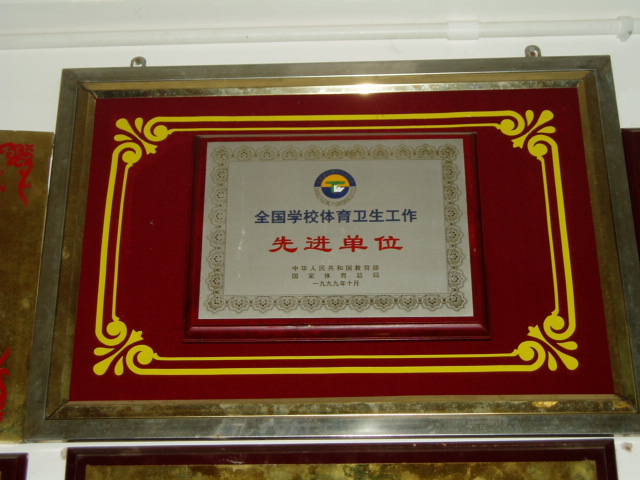 全国学校体育卫生工作
先进单位
中华人民共和国教育部
国家体育总局
一九九九年十月